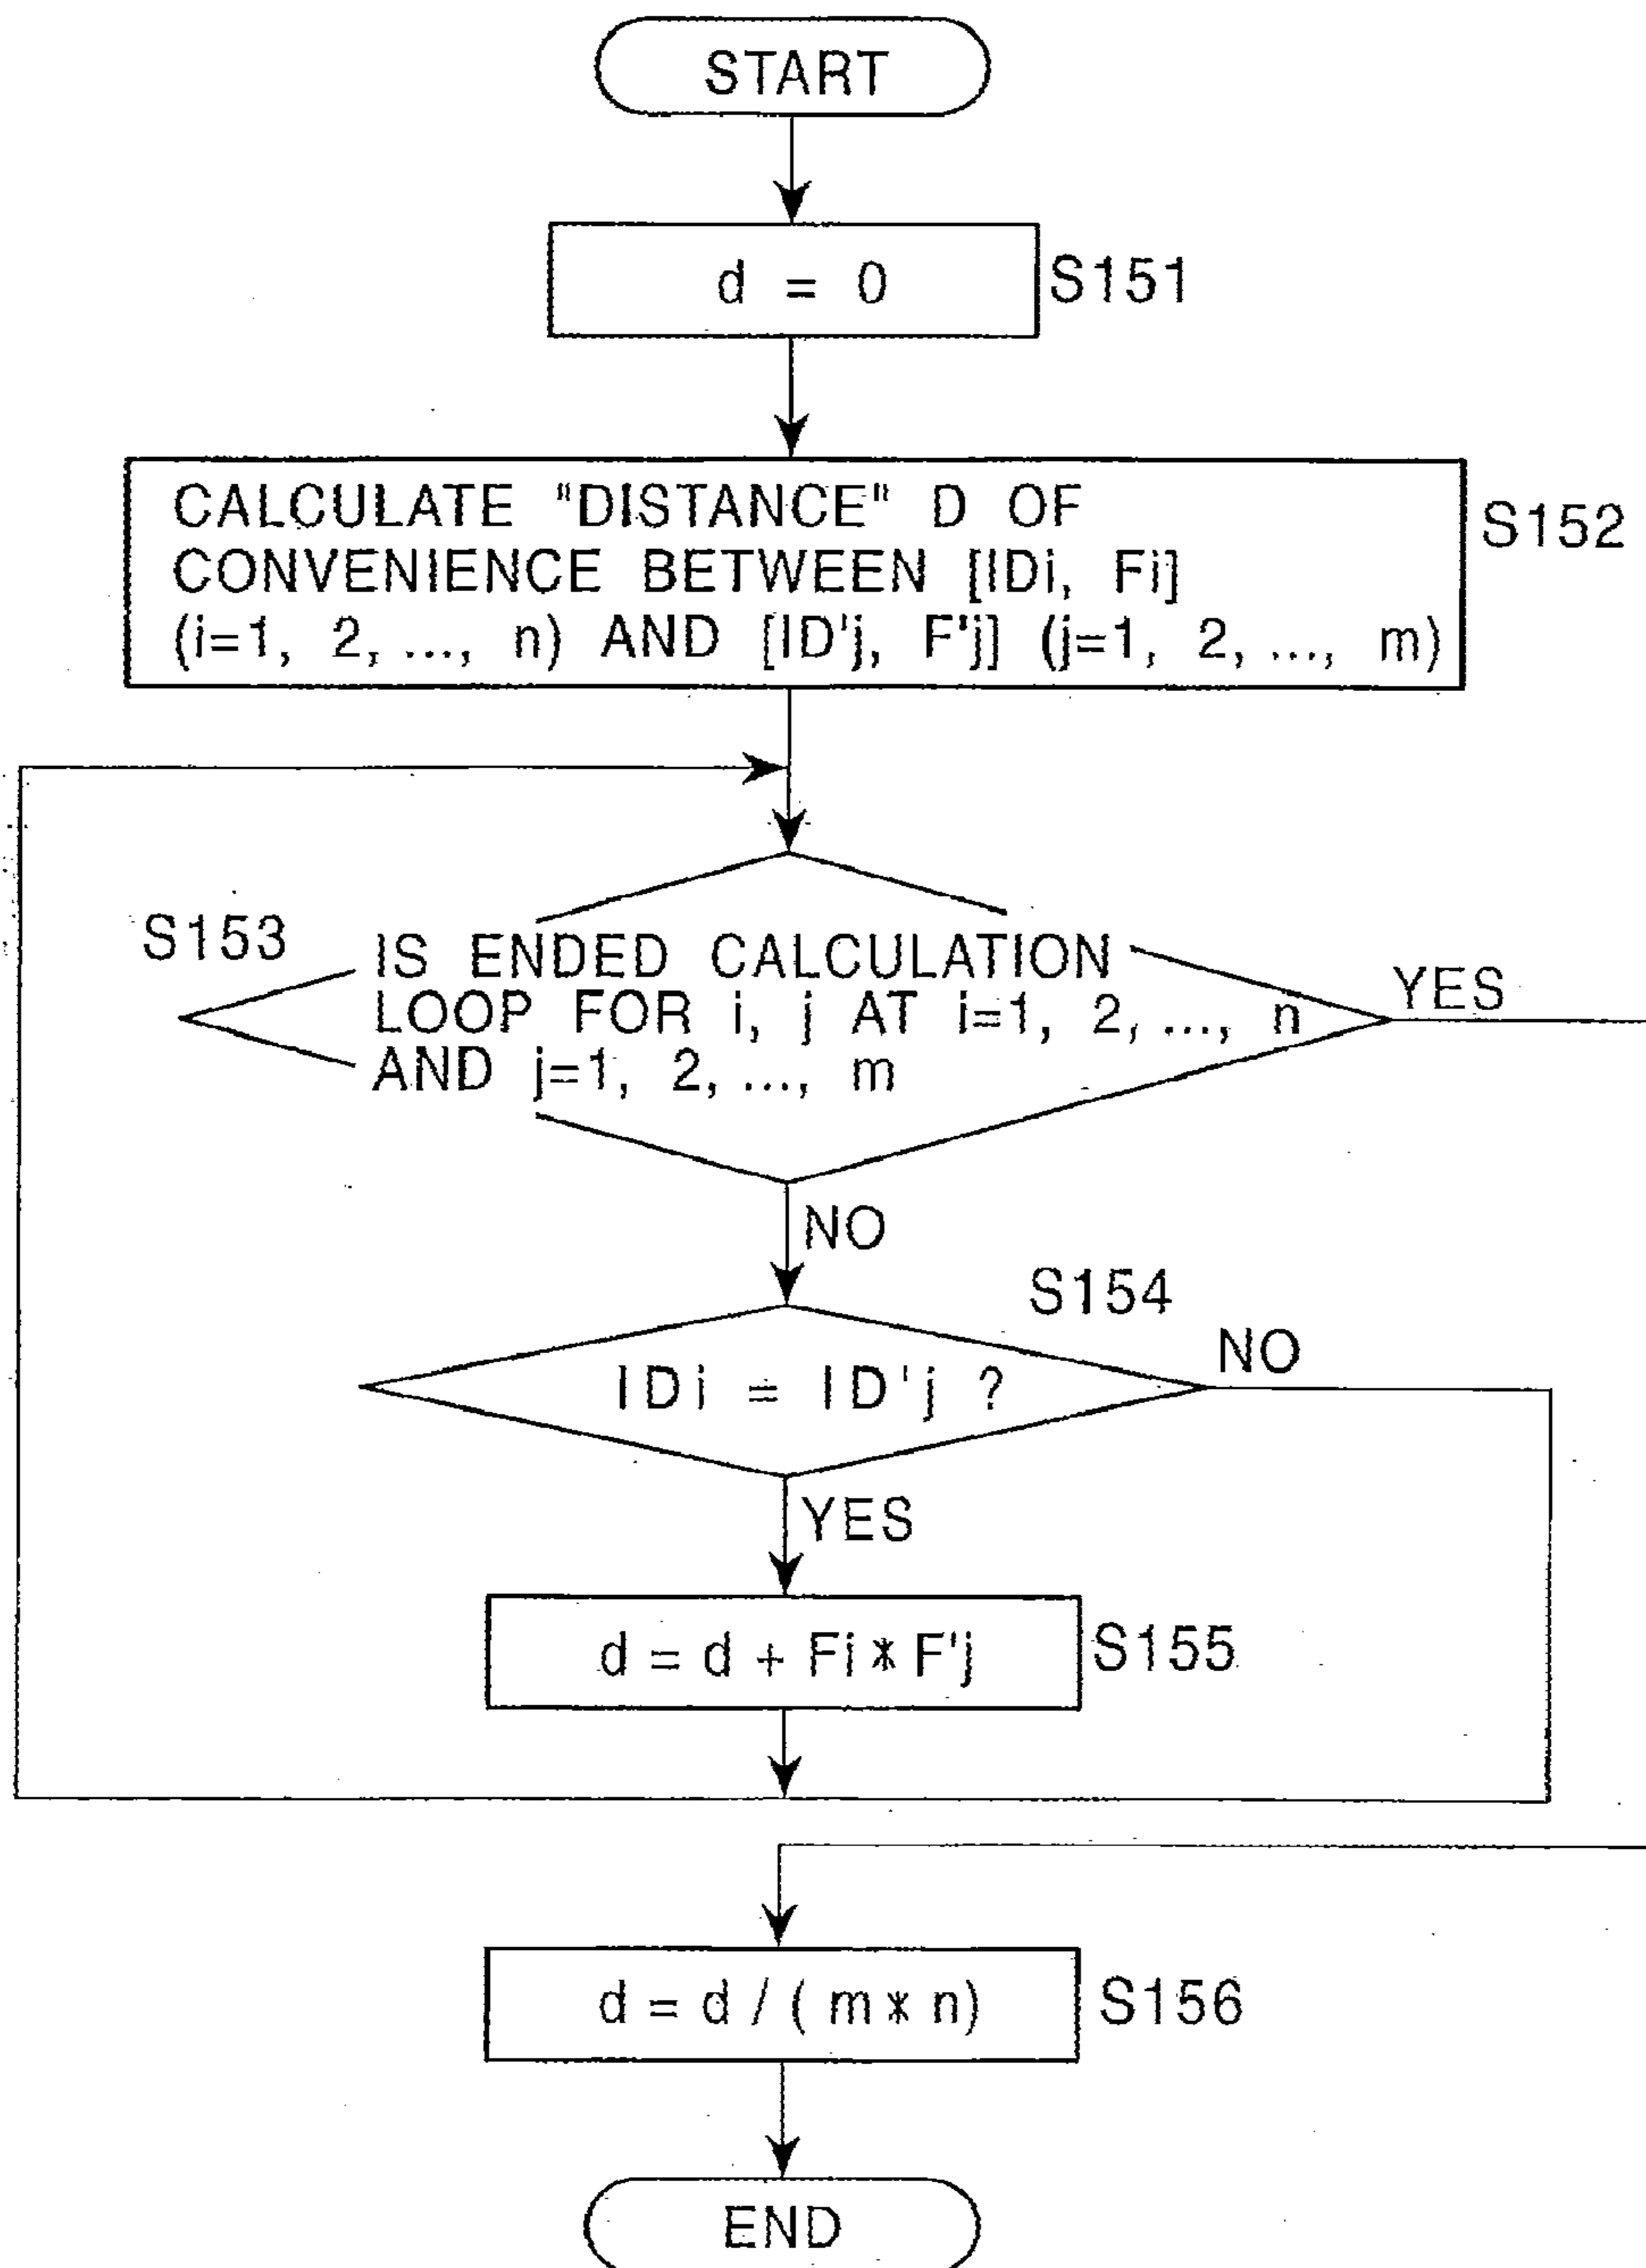 START
d = 0
S151
CALCULATE "DISTANCE" D OF
CONVENIENCE BETWEEN [IDi, Fi]
(i=1, 2, ..., n) AND [ID'j, F'j] (j=1, 2, ..., m)
S152
S153
IS ENDED CALCULATION
LOOP FOR i, j AT i=1, 2, ..., n
AND j=1, 2, ..., m
YES
NO
S154
IDi = ID'j ?
NO
YES
d = d + Fi * F'j
S155
d = d / ( m * n)
S156
END